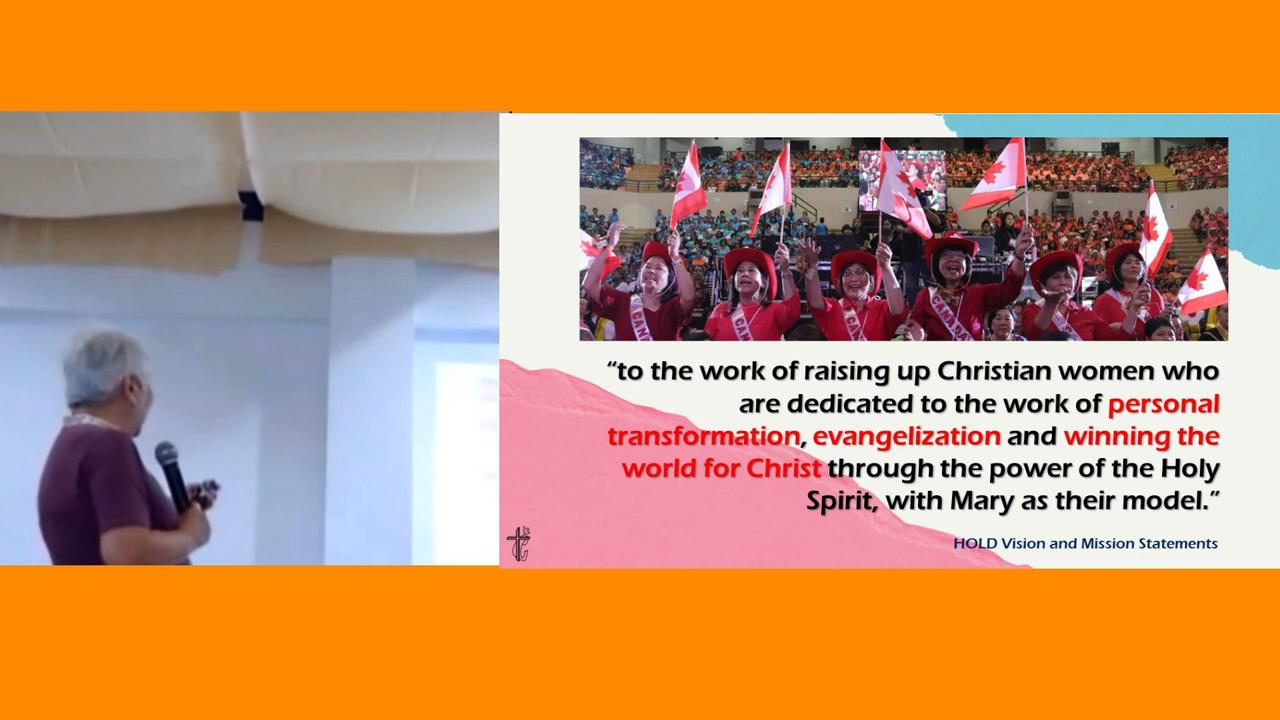 CANADA
“to the work of raising up Christian women who
are dedicated to the work of personal
transformation, evangelization and winning the
world for Christ through the power of the Holy
Spirit, with Mary as their model.”
HOLD Vision and Mission Statements